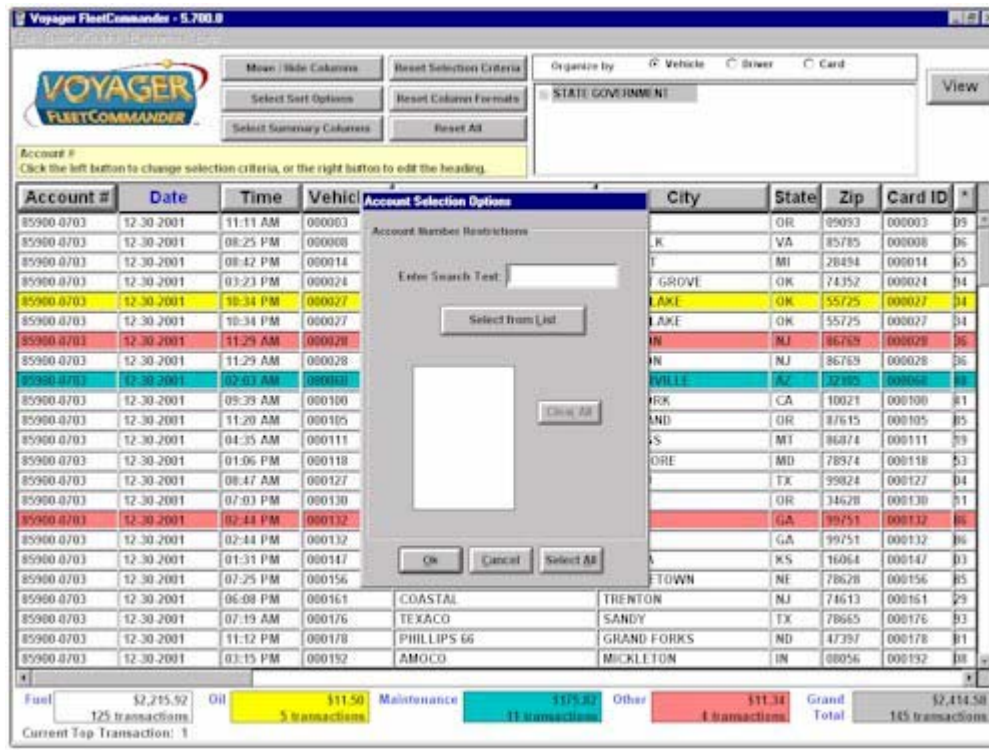 Voyager FleetCommander - 5.700.0
VOYAGER
FLEETCOMMANDER
Move / Hide Columns
Reset Selection Criteria
Select Sort Options
Reset Column Formats
Select Summary Columns
Reset All
Organize by Vehicle Driver Card
STATE GOVERNMENT
View
Account #
Click the left button to change selection criteria, or the right button to edit the heading.
Account # Date Time Vehicl City State Zip Card ID *
85900-0703 12-30-2001 11:11 AM 000003 OR 09093 000003
85900-0703 12-30-2001 08:25 PM 000008 VA 85785 000008
85900-0703 12-30-2001 08:42 PM 000014 MI 28494 000014
85900-0703 12-30-2001 03:23 PM 000024 GROVE OK 74352 000024
85900-0703 12-30-2001 10:34 PM 000027 LAKE OK 55725 000027
85900-0703 12-30-2001 10:34 PM 000027 LAKE OK 55725 000027
85900-0703 12-30-2001 11:29 AM 000028 NJ 86769 000028
85900-0703 12-30-2001 11:29 AM 000028 NJ 86769 000028
85900-0703 12-30-2001 02:03 AM 000068 AZ 000068
85900-0703 12-30-2001 09:39 AM 000100 CA 10021 000100
85900-0703 12-30-2001 11:20 AM 000105 OR 87615 000105
85900-0703 12-30-2001 04:35 AM 000111 MT 86874 000111
85900-0703 12-30-2001 01:06 PM 000118 MD 78974 000118
85900-0703 12-30-2001 08:47 AM 000127 TX 99824 000127
85900-0703 12-30-2001 07:03 PM 000130 OR 34628 000130
85900-0703 12-30-2001 02:44 PM 000132 GA 99751 000132
85900-0703 12-30-2001 02:44 PM 000132 GA 99751 000132
85900-0703 12-30-2001 01:31 PM 000147 KS 16064 000147
85900-0703 12-30-2001 07:25 PM 000156 ETOWN NE 78628 000156
85900-0703 12-30-2001 06:08 PM 000161 COASTAL TRENTON NJ 74613 000161
85900-0703 12-30-2001 07:19 AM 000176 TEXACO SANDY TX 78665 000176
85900-0703 12-30-2001 11:12 PM 000178 PHILLIPS 66 GRAND FORKS ND 47397 000178
85900-0703 12-30-2001 03:15 PM 000192 AMOCO MICKLETON IN 08056 000192
Account Selection Options
Account Number Restrictions
Enter Search Text:
Select from List
Clear All
Ok Cancel Select All
Fuel $2,215.92 Oil $11.50 Maintenance $175.82 Other $11.34 Grand Total $2,414.58
125 transactions 5 transactions 11 transactions 4 transactions 145 transactions
Current Top Transaction: 1